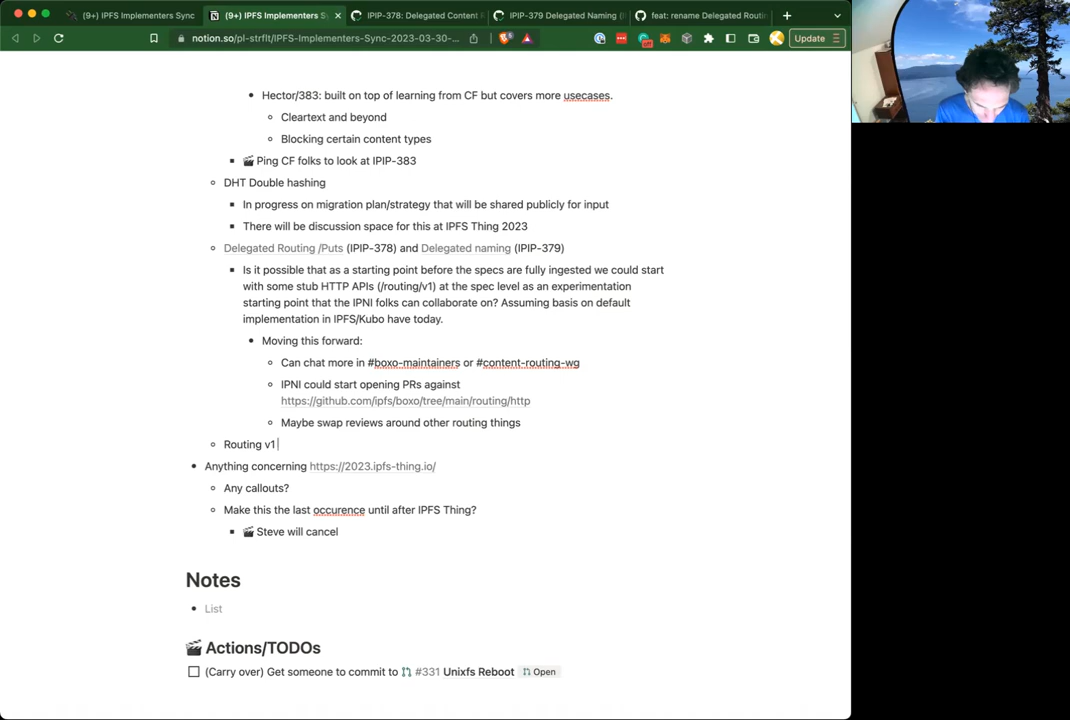 (9+) IPFS Implementers Sync
(9+) IPFS Implementers Sy
IPIP-378: Delegated Content R
IPIP-379 Delegated Naming (I
feat: rename Delegated Routin
notion.so/pl-strflt/IPFS-Implementers-Sync-2023-03-30-...
Update
Hector/383: built on top of learning from CF but covers more usecases.
Cleartext and beyond
Blocking certain content types
🎬 Ping CF folks to look at IPIP-383
DHT Double hashing
In progress on migration plan/strategy that will be shared publicly for input
There will be discussion space for this at IPFS Thing 2023
Delegated Routing /Puts (IPIP-378) and Delegated naming (IPIP-379)
Is it possible that as a starting point before the specs are fully ingested we could start
with some stub HTTP APIs (/routing/v1) at the spec level as an experimentation
starting point that the IPNI folks can collaborate on? Assuming basis on default
implementation in IPFS/Kubo have today.
Moving this forward:
Can chat more in #boxo-maintainers or #content-routing-wg
IPNI could start opening PRs against
https://github.com/ipfs/boxo/tree/main/routing/http
Maybe swap reviews around other routing things
Routing v1
Anything concerning https://2023.ipfs-thing.io/
Any callouts?
Make this the last occurence until after IPFS Thing?
🎬 Steve will cancel
Notes
List
🎬 Actions/TODOs
(Carry over) Get someone to commit to #331 Unixfs Reboot Open